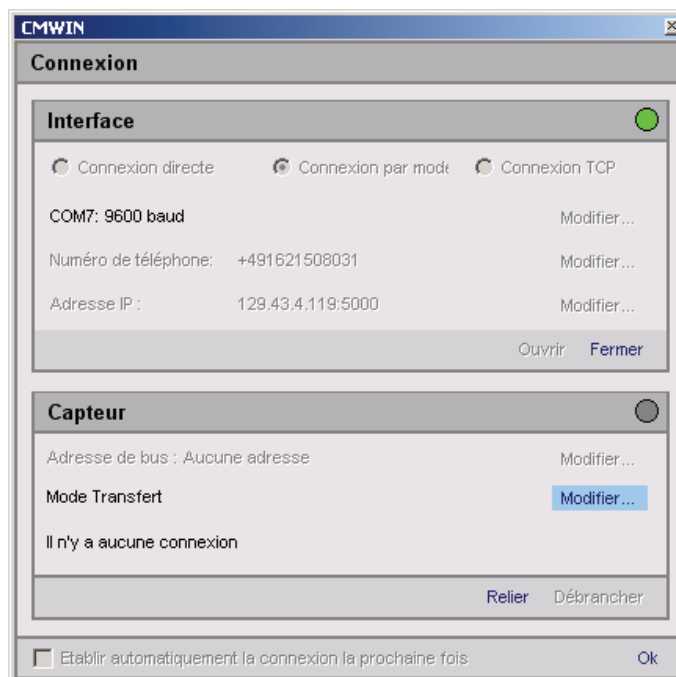 CMWIN
Connexion
Interface
Connexion directe Connexion par mode Connexion TCP
COM7: 9600 baud Modifier...
Numéro de téléphone: +491621508031 Modifier...
Adresse IP : 129.43.4.119:5000 Modifier...
Ouvrir Fermer
Capteur
Adresse de bus : Aucune adresse Modifier...
Mode Transfert Modifier...
Il n'y a aucune connexion
Relier Débrancher
Etablir automatiquement la connexion la prochaine fois Ok